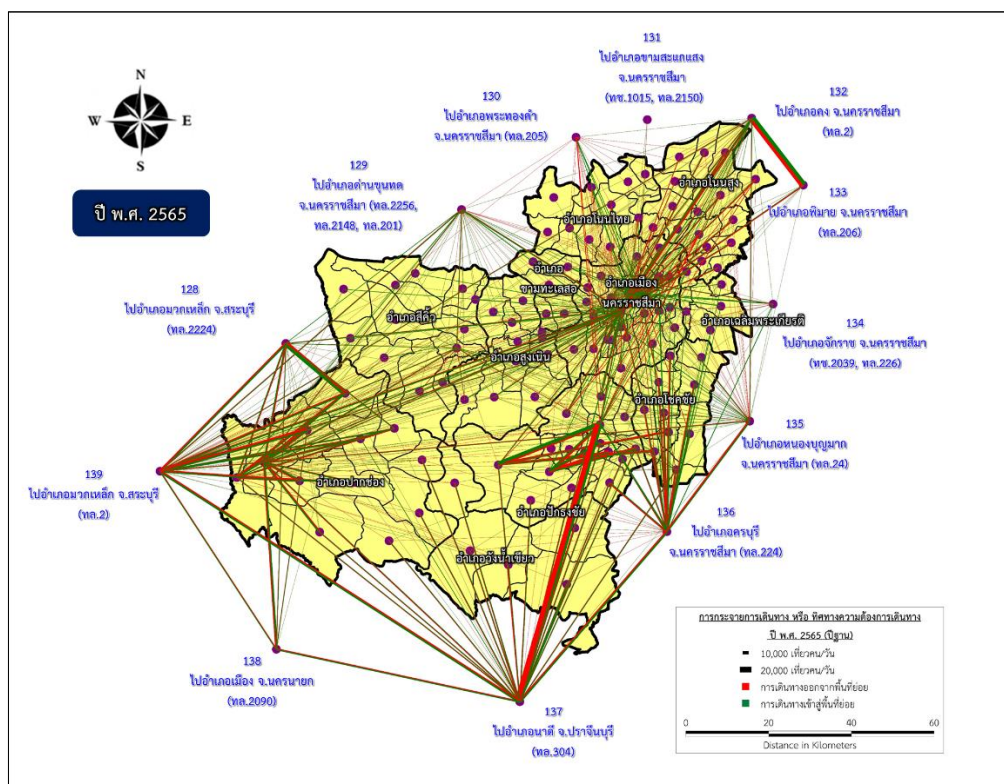 131
ไปอำเภอขามสะแกแสง
จ.นครราชสีมา
(ทช.1015, ทล.2150)
130
ไปอำเภอพระทองคำ
จ.นครราชสีมา (ทล.205)
132
ไปอำเภอคง จ.นครราชสีมา
(ทล.2)
N
W
E
S
129
ไปอำเภอด่านขุนทด
จ.นครราชสีมา (ทล.2256,
ทล.2148, ทล.201)
133
ไปอำเภอพิมาย จ.นครราชสีมา
(ทล.206)
ปี พ.ศ. 2565
อำเภอโนนสูง
อำเภอโนนไทย
อำเภอ
ขามทะเลสอ
อำเภอเมือง
นครราชสีมา
128
ไปอำเภอมวกเหล็ก จ.สระบุรี
(ทล.2224)
อำเภอสีคิ้ว
อำเภอเฉลิมพระเกียรติ
134
ไปอำเภอจักราช จ.นครราชสีมา
(ทช.2039, ทล.226)
อำเภอสูงเนิน
อำเภอโชคชัย
135
ไปอำเภอหนองบุญมาก
จ.นครราชสีมา (ทล.24)
139
ไปอำเภอมวกเหล็ก จ.สระบุรี
(ทล.2)
อำเภอปากช่อง
อำเภอปักธงชัย
136
ไปอำเภอครบุรี
จ.นครราชสีมา (ทล.224)
อำเภอวังน้ำเขียว
138
ไปอำเภอเมือง จ.นครนายก
(ทล.2090)
137
ไปอำเภอนาดี จ.ปราจีนบุรี
(ทล.304)
การกระจายการเดินทาง หรือ ทิศทางความต้องการเดินทาง
ปี พ.ศ. 2565 (ปีฐาน)
10,000 เที่ยวคน/วัน
20,000 เที่ยวคน/วัน
การเดินทางออกจากพื้นที่ย่อย
การเดินทางเข้าสู่พื้นที่ย่อย
0 20 40 60
Distance in Kilometers